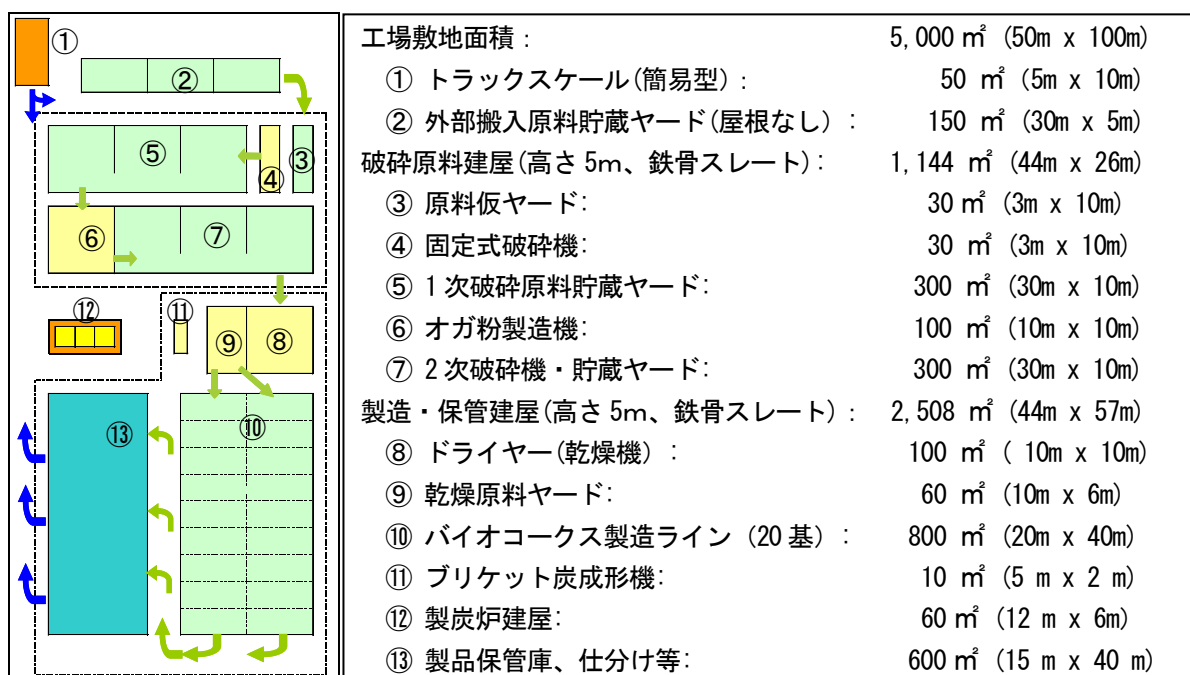 ①
②
⑤
④
③
⑥
⑦
⑫
⑪
⑨
⑧
⑬
⑩
工場敷地面積： 5,000 ㎡ (50m x 100m)
① トラックスケール(簡易型)： 50 ㎡ (5m x 10m)
② 外部搬入原料貯蔵ヤード(屋根なし)： 150 ㎡ (30m x 5m)
破砕原料建屋(高さ 5ｍ、鉄骨スレート)： 1,144 ㎡ (44m x 26m)
③ 原料仮ヤード： 30 ㎡ (3m x 10m)
④ 固定式破砕機： 30 ㎡ (3m x 10m)
⑤ 1 次破砕原料貯蔵ヤード： 300 ㎡ (30m x 10m)
⑥ オガ粉製造機： 100 ㎡ (10m x 10m)
⑦ 2 次破砕機・貯蔵ヤード： 300 ㎡ (30m x 10m)
製造・保管建屋(高さ 5ｍ、鉄骨スレート)： 2,508 ㎡ (44m x 57m)
⑧ ドライヤー(乾燥機)： 100 ㎡ ( 10m x 10m)
⑨ 乾燥原料ヤード： 60 ㎡ (10m x 6m)
⑩ バイオコークス製造ライン（20 基）： 800 ㎡ (20m x 40m)
⑪ ブリケット炭成形機： 10 ㎡ (5 m x 2 m)
⑫ 製炭炉建屋： 60 ㎡ (12 m x 6m)
⑬ 製品保管庫、仕分け等： 600 ㎡ (15 m x 40 m)